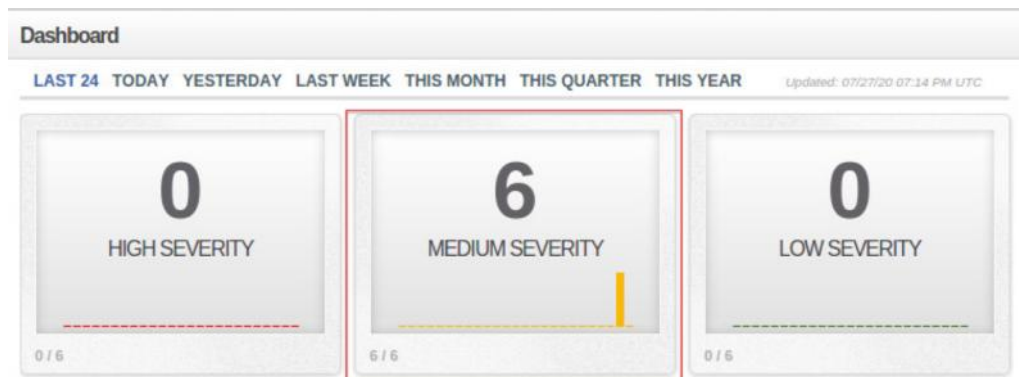 Dashboard
LAST 24 TODAY YESTERDAY LAST WEEK THIS MONTH THIS QUARTER THIS YEAR Updated: 07/27/20 07:14 PM UTC
0 6 0
HIGH SEVERITY MEDIUM SEVERITY LOW SEVERITY
0 / 6 6 / 6 0 / 6